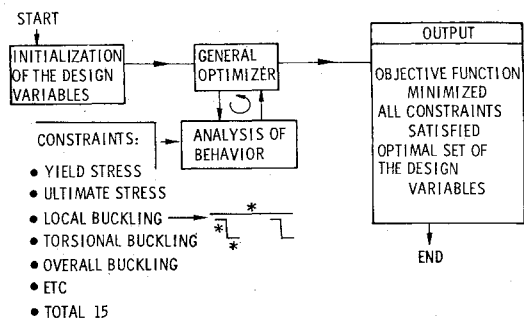 START
INITIALIZATION
OF THE DESIGN
VARIABLES
GENERAL
OPTIMIZER
ANALYSIS OF
BEHAVIOR
CONSTRAINTS:
• YIELD STRESS
• ULTIMATE STRESS
• LOCAL BUCKLING
• TORSIONAL BUCKLING
• OVERALL BUCKLING
• ETC
• TOTAL 15
*
*
*
OUTPUT
OBJECTIVE FUNCTION
MINIMIZED
ALL CONSTRAINTS
SATISFIED
OPTIMAL SET OF
THE DESIGN
VARIABLES
END